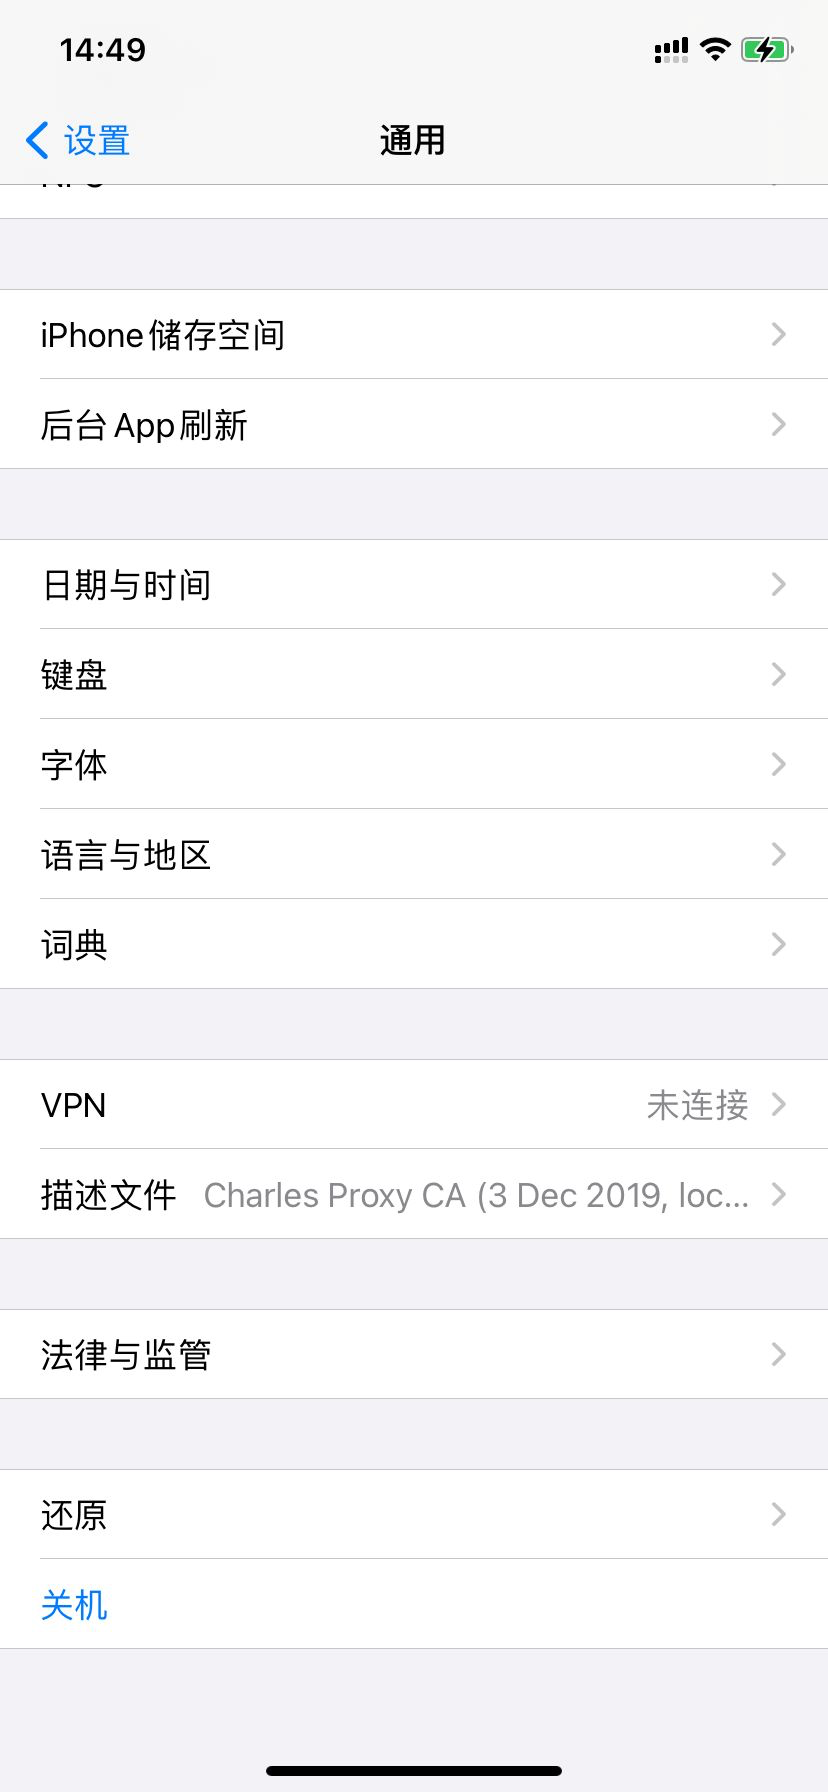 14:49
设置
通用
iPhone储存空间
后台App刷新
日期与时间
键盘
字体
语言与地区
词典
VPN 未连接
描述文件 Charles Proxy CA (3 Dec 2019, loc...
法律与监管
还原
关机